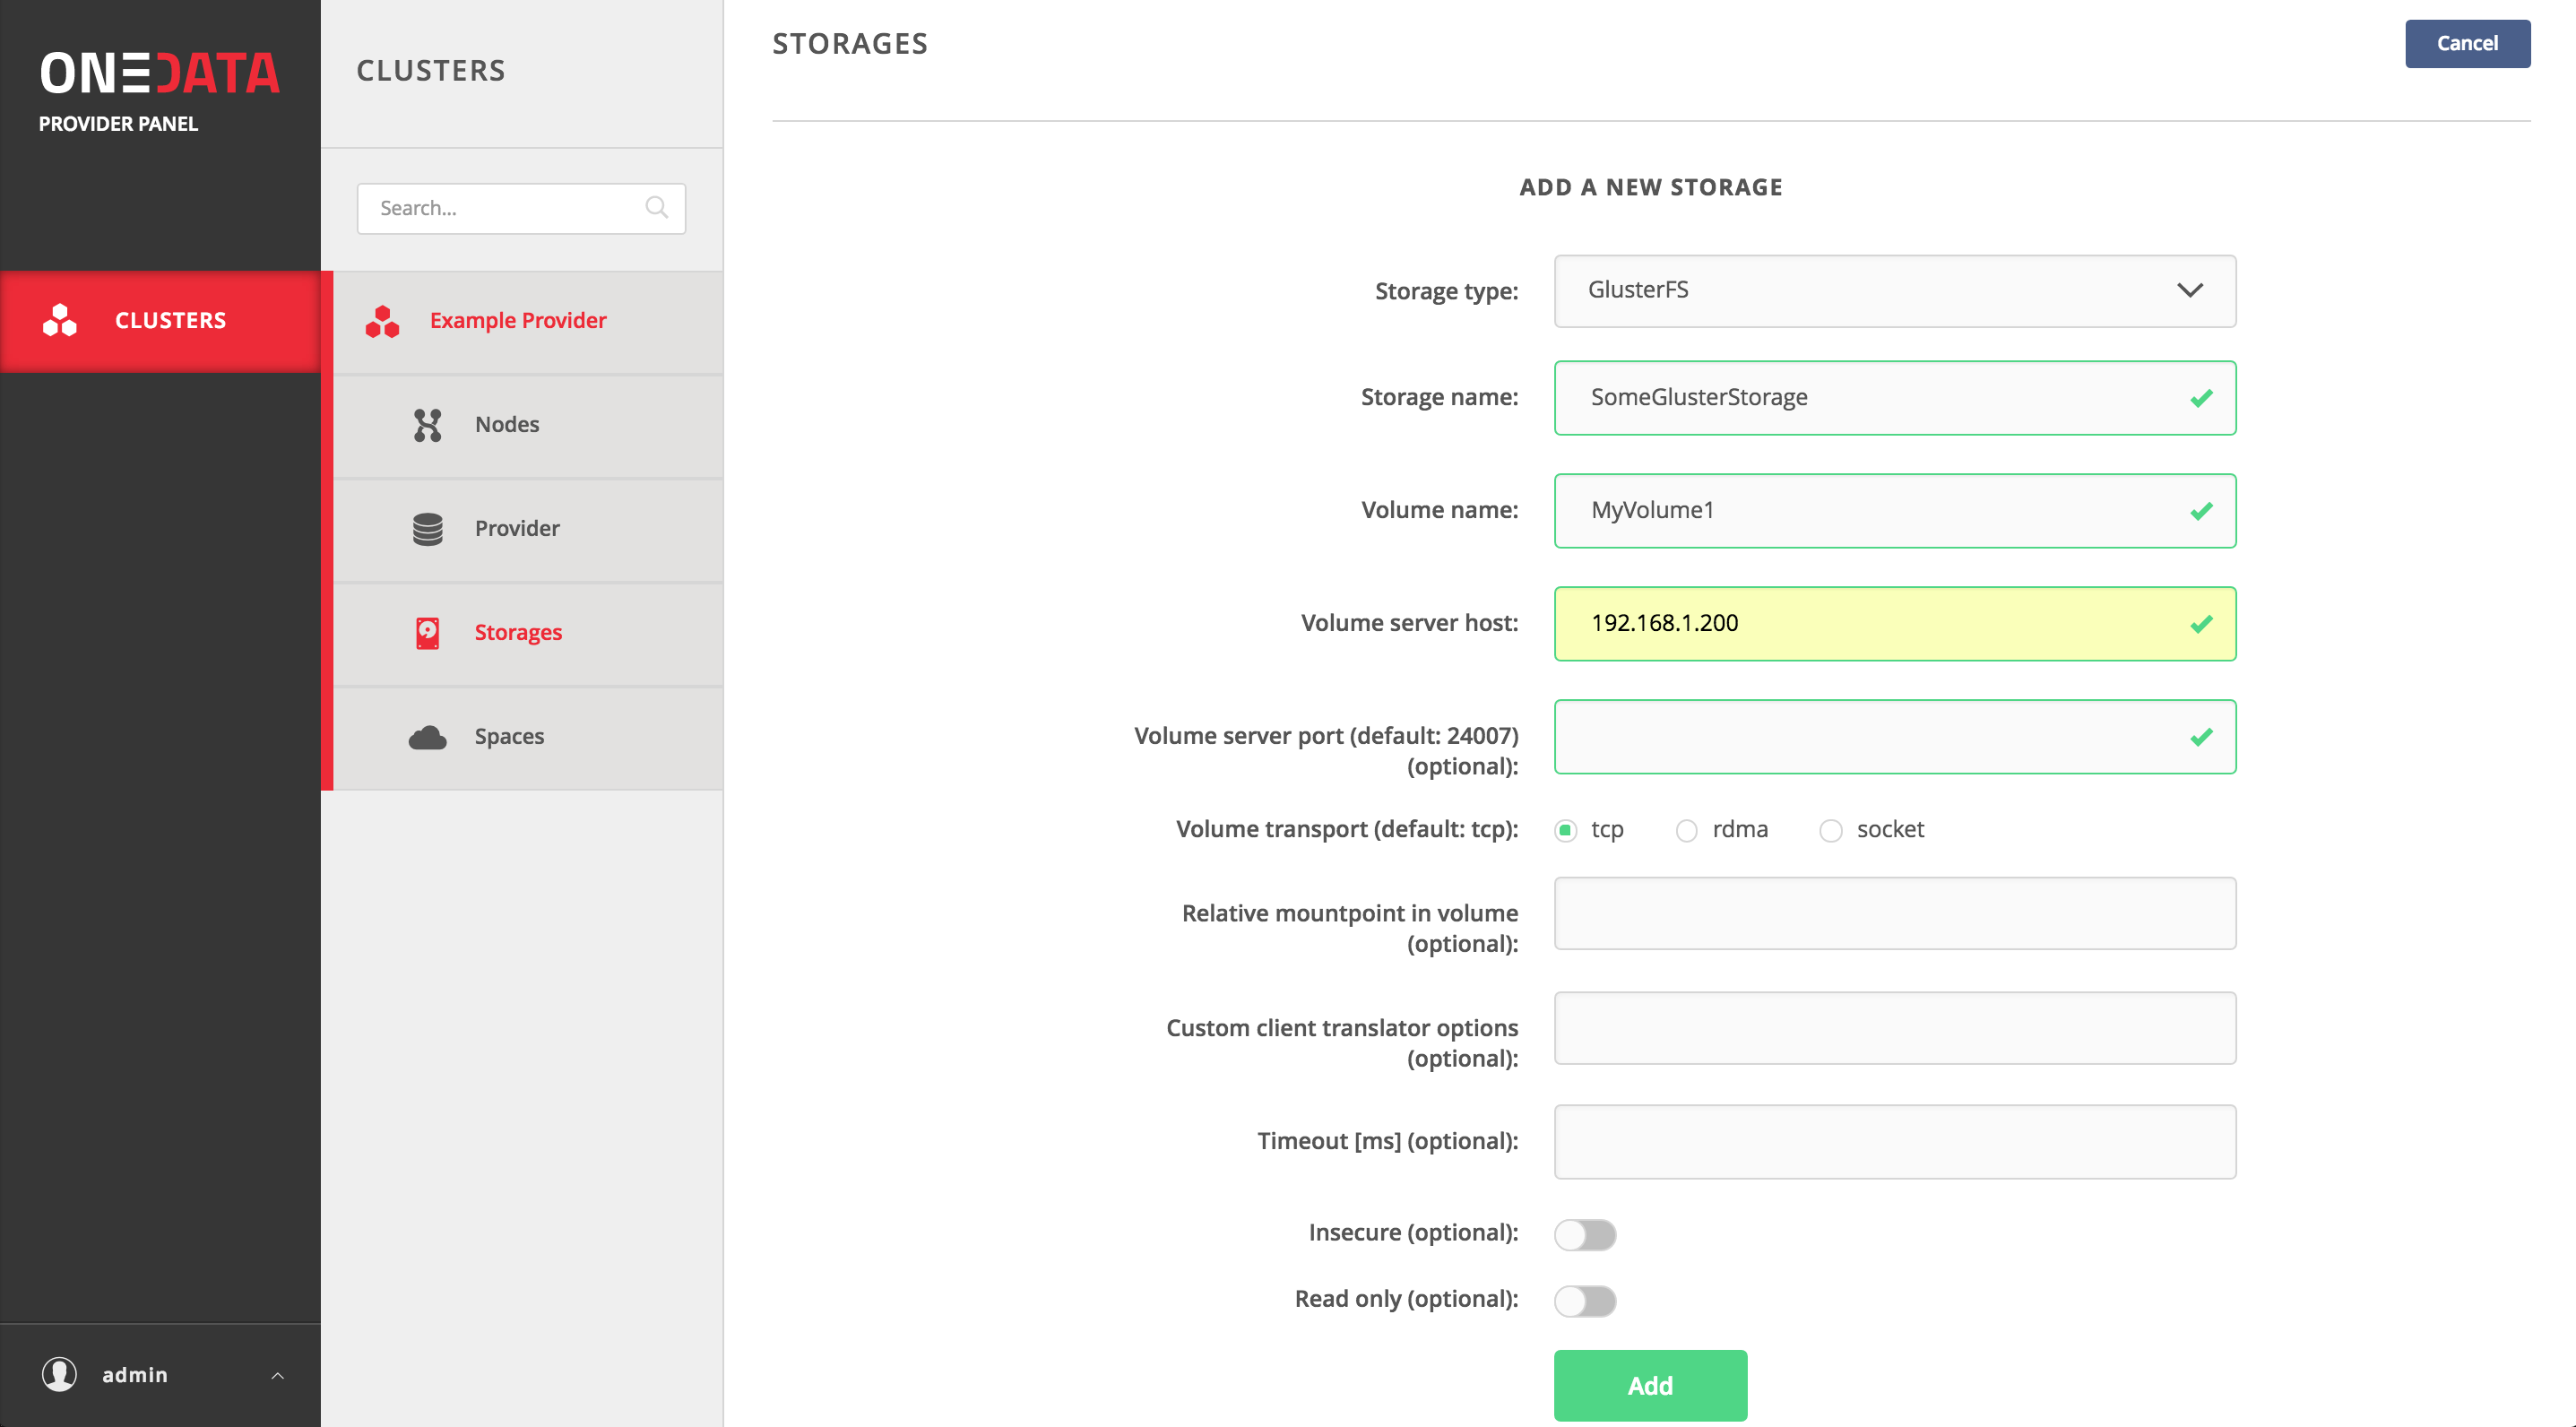 ONEDATA
PROVIDER PANEL
CLUSTERS
admin
CLUSTERS
Search...
Example Provider
Nodes
Provider
Storages
Spaces
STORAGES
Cancel
ADD A NEW STORAGE
Storage type:
GlusterFS
Storage name:
SomeGlusterStorage
Volume name:
MyVolume1
Volume server host:
192.168.1.200
Volume server port (default: 24007)
(optional):
Volume transport (default: tcp):
tcp
rdma
socket
Relative mountpoint in volume
(optional):
Custom client translator options
(optional):
Timeout [ms] (optional):
Insecure (optional):
Read only (optional):
Add